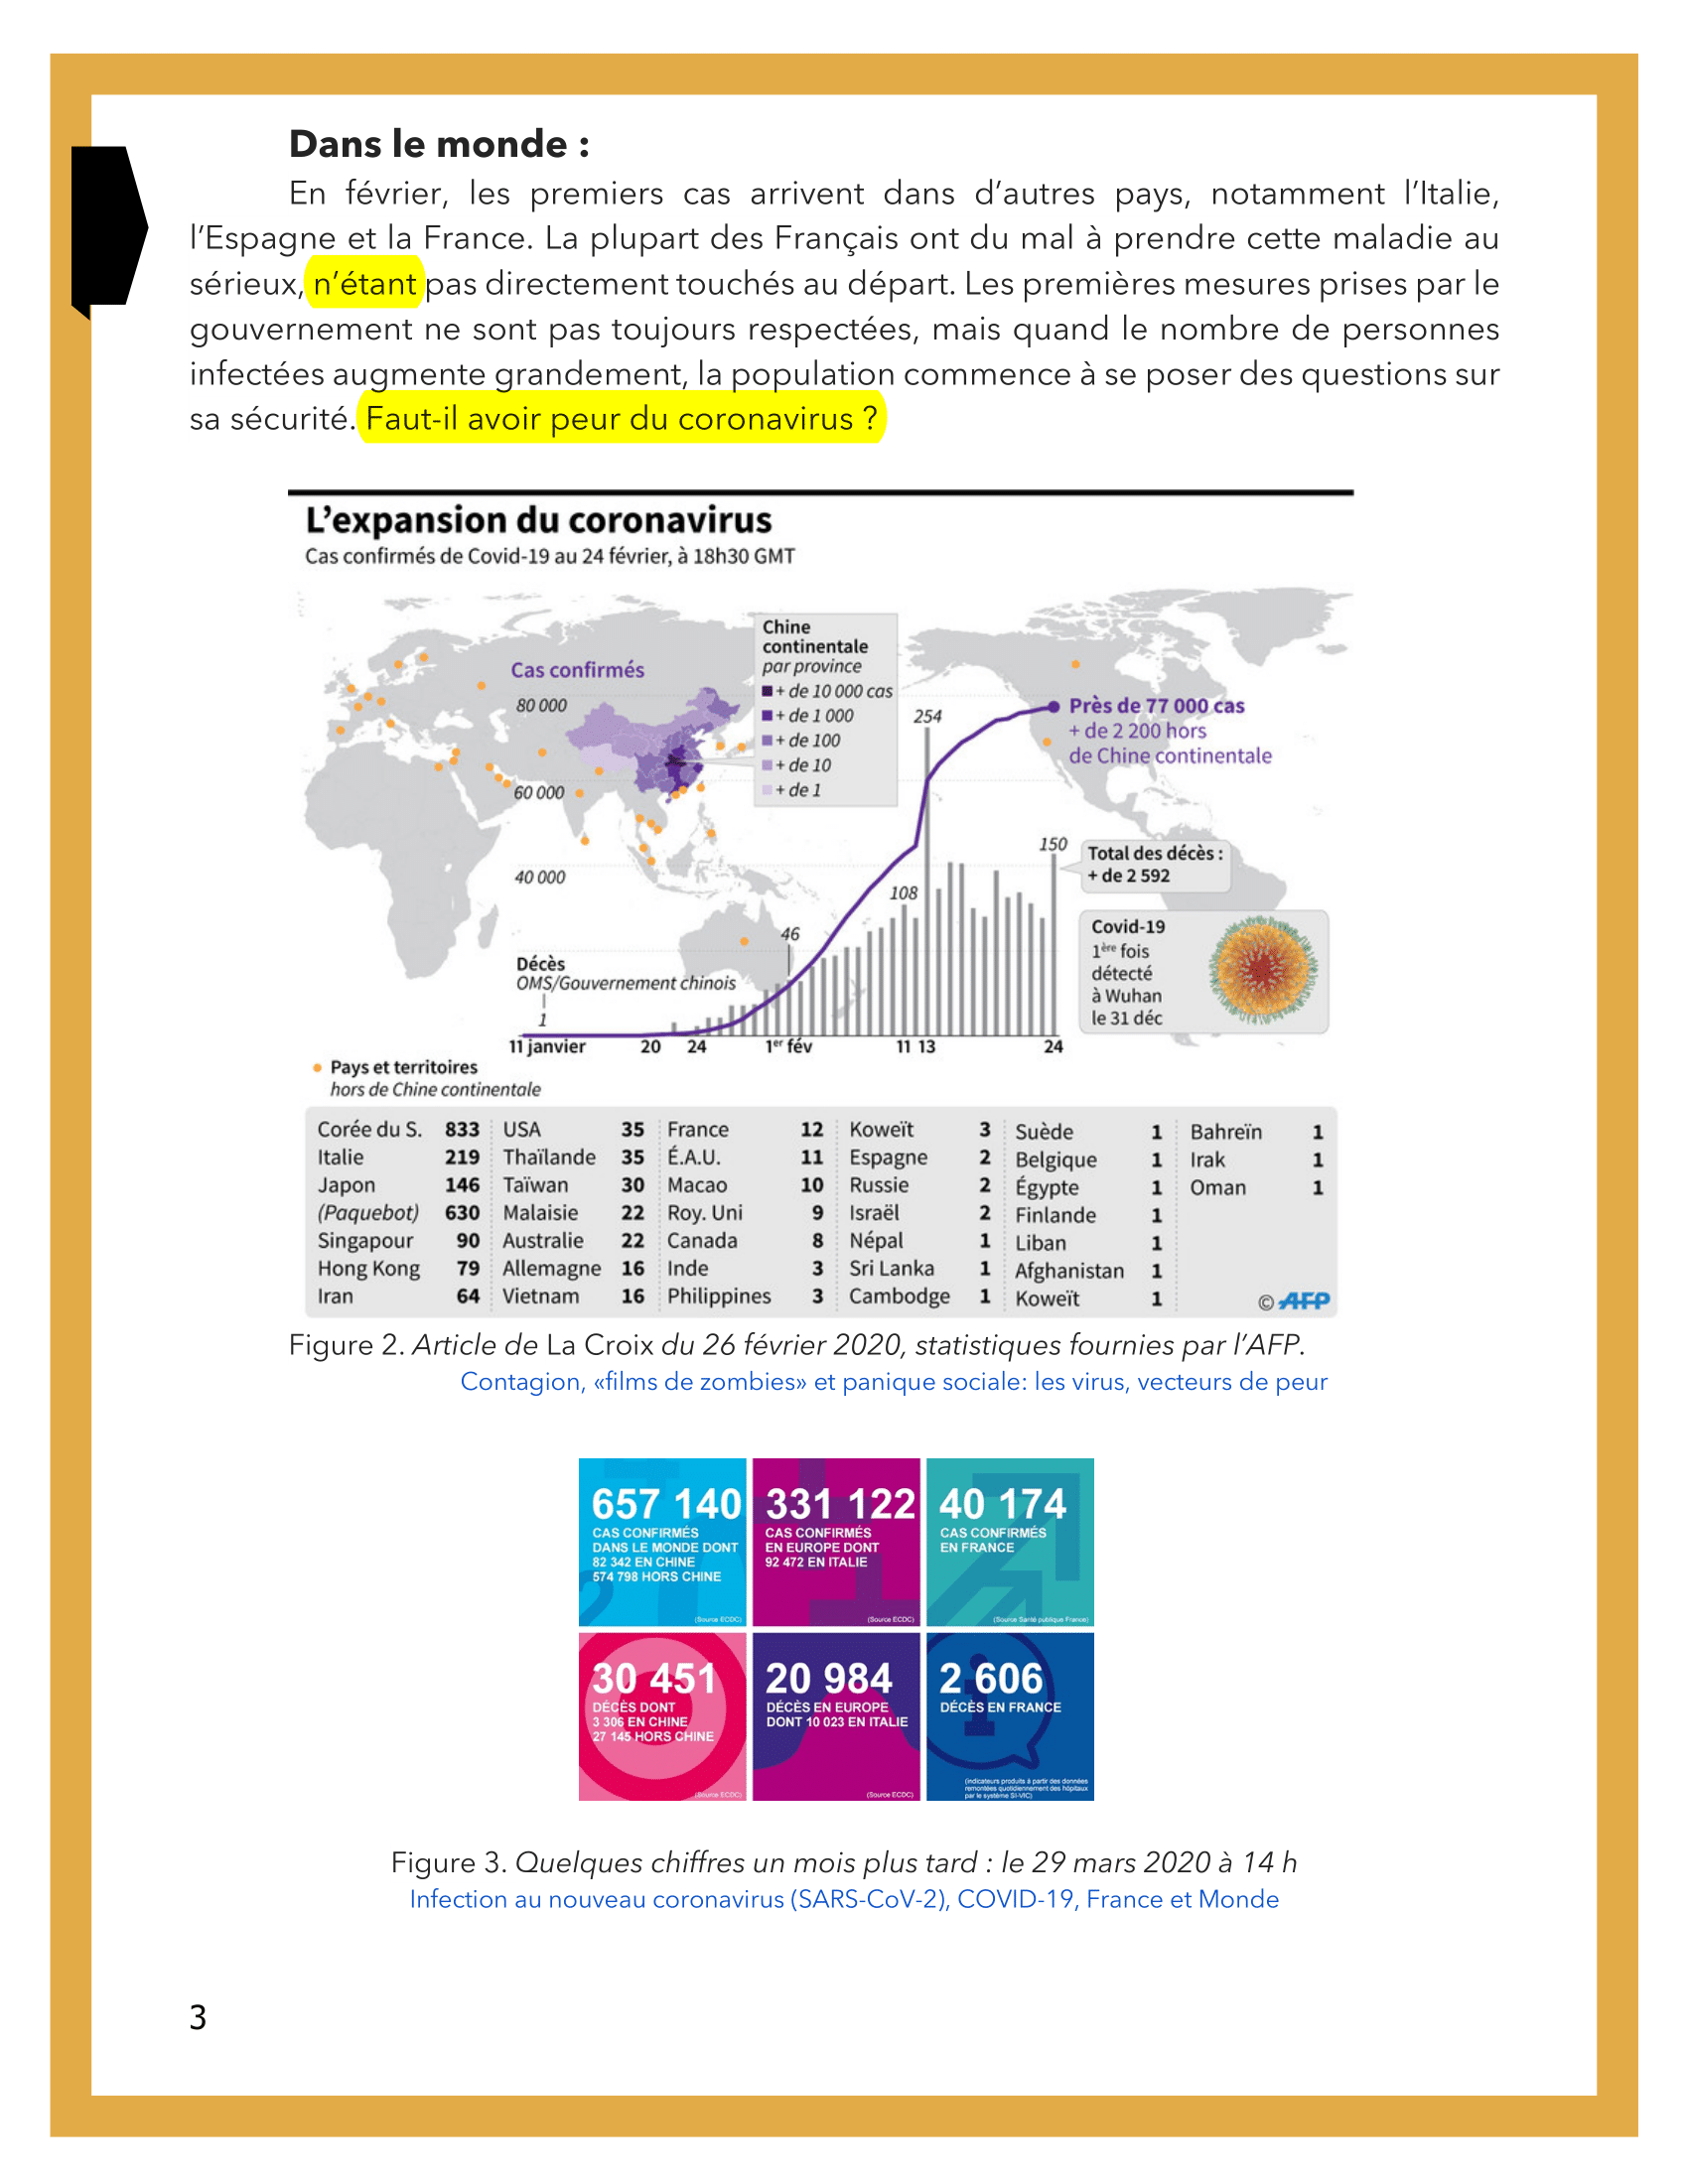 Dans le monde :
En février, les premiers cas arrivent dans d’autres pays, notamment l’Italie,
l’Espagne et la France. La plupart des Français ont du mal à prendre cette maladie au
sérieux, n’étant pas directement touchés au départ. Les premières mesures prises par le
gouvernement ne sont pas toujours respectées, mais quand le nombre de personnes
infectées augmente grandement, la population commence à se poser des questions sur
sa sécurité. Faut-il avoir peur du coronavirus ?
L’expansion du coronavirus
Cas confirmés de Covid-19 au 24 février, à 18h30 GMT
Chine
continentale
par province
+ de 10 000 cas
+ de 1 000
+ de 100
+ de 10
+ de 1
Cas confirmés
80 000
60 000
40 000
254
Près de 77 000 cas
+ de 2 200 hors
de Chine continentale
150
Total des décès :
+ de 2 592
108
46
Covid-19
1ère fois
détecté
à Wuhan
le 31 déc
Décès
OMS/Gouvernement chinois
1
11 janvier 20 24 1er fév 11 13 24
Pays et territoires
hors de Chine continentale
Corée du S. 833 USA 35 France 12 Koweït 3 Suède 1 Bahreïn 1
Italie 219 Thaïlande 35 É.A.U. 11 Espagne 2 Belgique 1 Irak 1
Japon 146 Taïwan 30 Macao 10 Russie 2 Égypte 1 Oman 1
(Paquebot) 630 Malaisie 22 Roy. Uni 9 Israël 2 Finlande 1
Singapour 90 Australie 22 Canada 8 Népal 1 Liban 1
Hong Kong 79 Allemagne 16 Inde 3 Sri Lanka 1 Afghanistan 1
Iran 64 Vietnam 16 Philippines 3 Cambodge 1 Koweït 1
© AFP
Figure 2. Article de La Croix du 26 février 2020, statistiques fournies par l’AFP.
Contagion, «films de zombies» et panique sociale: les virus, vecteurs de peur
657 140
CAS CONFIRMÉS
DANS LE MONDE DONT
82 342 EN CHINE
574 798 HORS CHINE
(Source ECDC)
331 122
CAS CONFIRMÉS
EN EUROPE DONT
92 472 EN ITALIE
(Source ECDC)
40 174
CAS CONFIRMÉS
EN FRANCE
(Source Santé publique France)
30 451
DÉCÈS DONT
3 306 EN CHINE
27 145 HORS CHINE
(Source ECDC)
20 984
DÉCÈS EN EUROPE
DONT 10 023 EN ITALIE
(Source ECDC)
2 606
DÉCÈS EN FRANCE
(indicateurs produits à partir des données
remontées quotidiennement des hôpitaux
par le système SI-VIC)
Figure 3. Quelques chiffres un mois plus tard : le 29 mars 2020 à 14 h
Infection au nouveau coronavirus (SARS-CoV-2), COVID-19, France et Monde
3